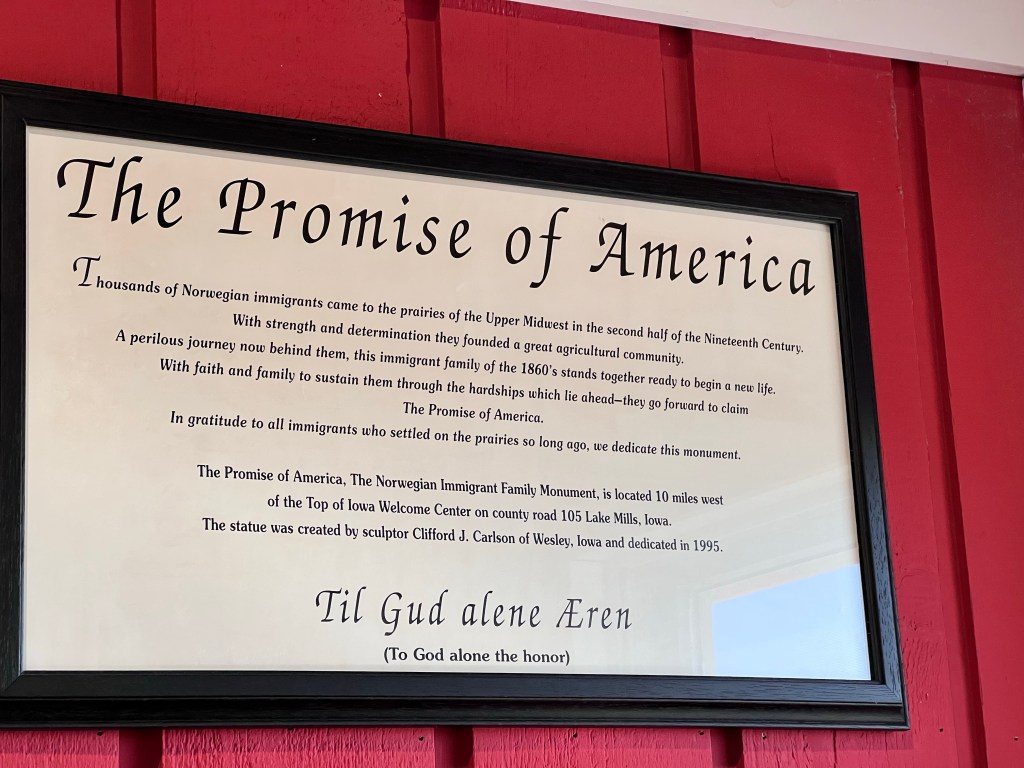 The Promise of America
Thousands of Norwegian immigrants came to the prairies of the Upper Midwest in the second half of the Nineteenth Century.
With strength and determination they founded a great agricultural community.
A perilous journey now behind them, this immigrant family of the 1860's stands together ready to begin a new life.
With faith and family to sustain them through the hardships which lie ahead—they go forward to claim
The Promise of America.
In gratitude to all immigrants who settled on the prairies so long ago, we dedicate this monument.
The Promise of America, The Norwegian Immigrant Family Monument, is located 10 miles west
of the Top of Iowa Welcome Center on county road 105 Lake Mills, Iowa.
The statue was created by sculptor Clifford J. Carlson of Wesley, Iowa and dedicated in 1995.
Til Gud alene Æren
(To God alone the honor)